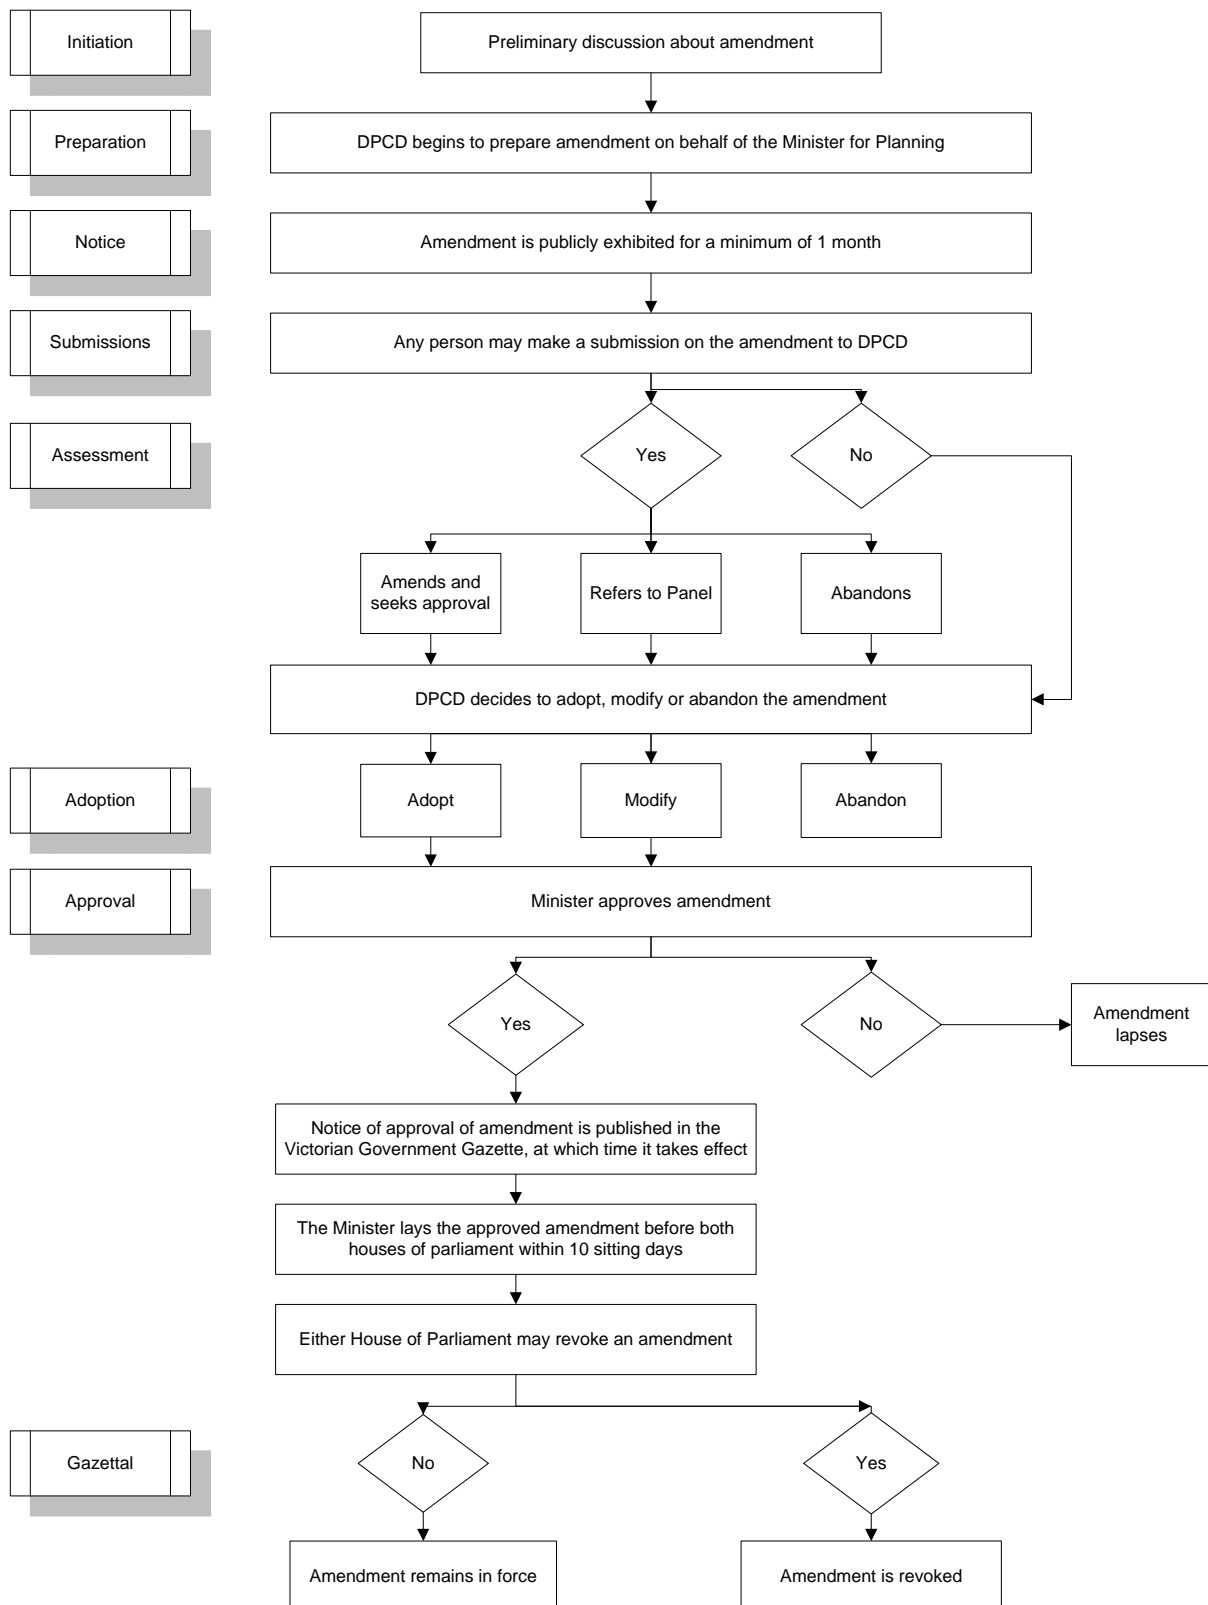 Initiation
Preliminary discussion about amendment
Preparation
DPCD begins to prepare amendment on behalf of the Minister for Planning
Notice
Amendment is publicly exhibited for a minimum of 1 month
Submissions
Any person may make a submission on the amendment to DPCD
Assessment
Yes
No
Amends and
seeks approval
Refers to Panel
Abandons
DPCD decides to adopt, modify or abandon the amendment
Adoption
Adopt
Modify
Abandon
Approval
Minister approves amendment
Yes
No
Amendment
lapses
Notice of approval of amendment is published in the
Victorian Government Gazette, at which time it takes effect
The Minister lays the approved amendment before both
houses of parliament within 10 sitting days
Either House of Parliament may revoke an amendment
Gazettal
No
Yes
Amendment remains in force
Amendment is revoked